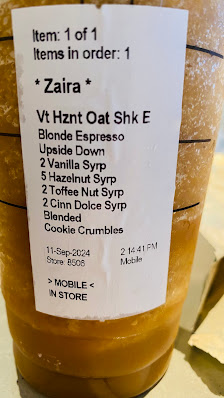 Item: 1 of 1
Items in order: 1
* Zaira *
Vt Hznt Oat Shk E
Blonde Espresso
Upside Down
2 Vanilla Syrp
5 Hazelnut Syrp
2 Toffee Nut Syrp
2 Cinn Dolce Syrp
Blended
Cookie Crumbles
11-Sep-2024 2:14:41 PM
Store: 8506 Mobile
> MOBILE <
IN STORE